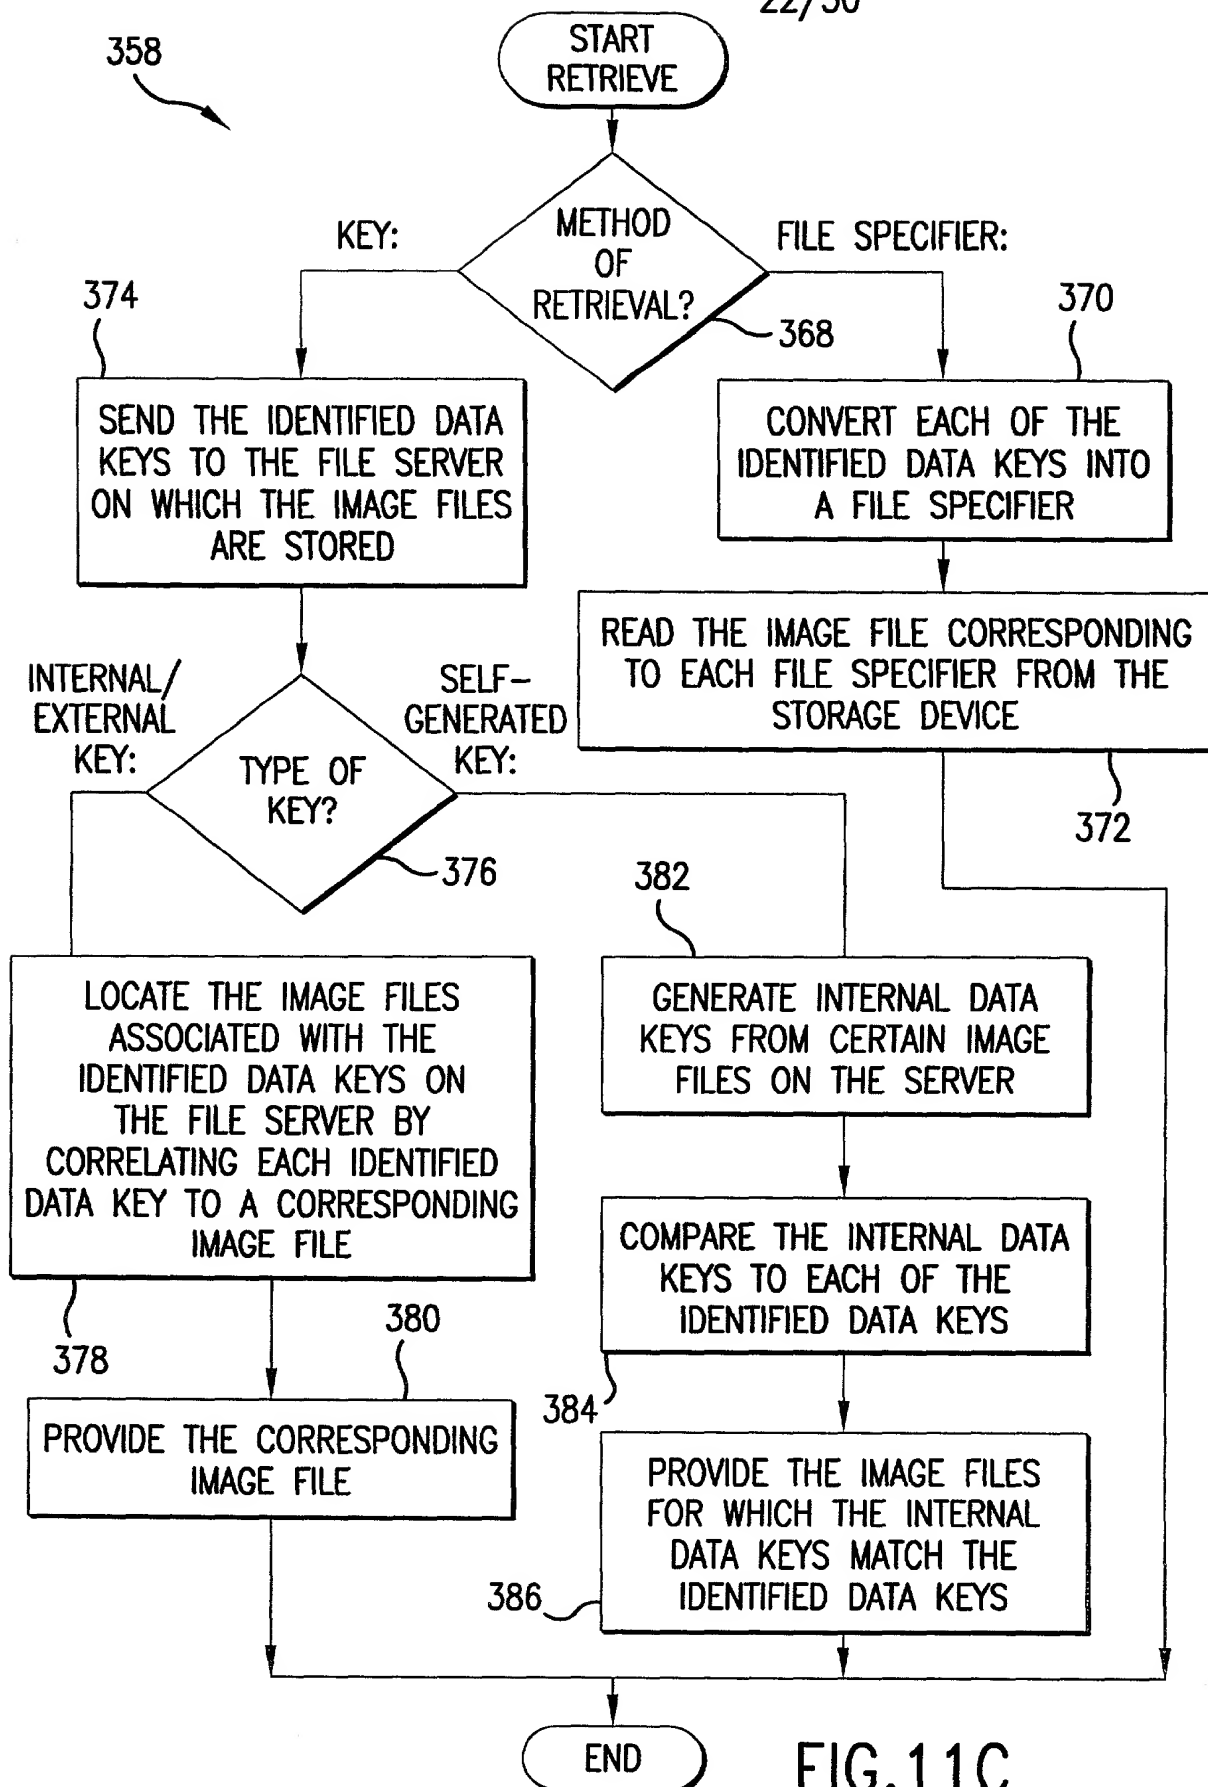 22/50
358
START
RETRIEVE
METHOD
OF
RETRIEVAL?
KEY:
FILE SPECIFIER:
368
374
370
SEND THE IDENTIFIED DATA
KEYS TO THE FILE SERVER
ON WHICH THE IMAGE FILES
ARE STORED
CONVERT EACH OF THE
IDENTIFIED DATA KEYS INTO
A FILE SPECIFIER
READ THE IMAGE FILE CORRESPONDING
TO EACH FILE SPECIFIER FROM THE
STORAGE DEVICE
372
INTERNAL/
EXTERNAL
KEY:
SELF-
GENERATED
KEY:
TYPE OF
KEY?
376
382
LOCATE THE IMAGE FILES
ASSOCIATED WITH THE
IDENTIFIED DATA KEYS ON
THE FILE SERVER BY
CORRELATING EACH IDENTIFIED
DATA KEY TO A CORRESPONDING
IMAGE FILE
378
GENERATE INTERNAL DATA
KEYS FROM CERTAIN IMAGE
FILES ON THE SERVER
COMPARE THE INTERNAL DATA
KEYS TO EACH OF THE
IDENTIFIED DATA KEYS
384
380
PROVIDE THE CORRESPONDING
IMAGE FILE
PROVIDE THE IMAGE FILES
FOR WHICH THE INTERNAL
DATA KEYS MATCH THE
IDENTIFIED DATA KEYS
386
END
FIG.11C